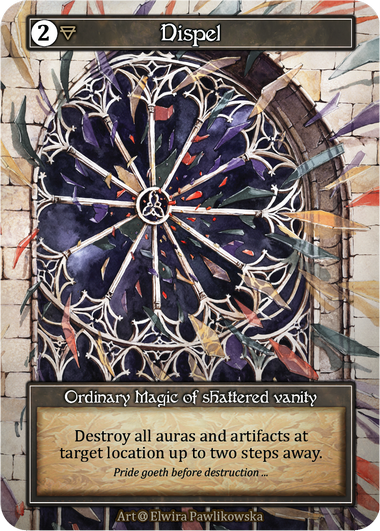 2
Dispel
Ordinary Magic of shattered vanity
Destroy all auras and artifacts at
target location up to two steps away.
Pride goeth before destruction ...
Art @ Elwira Pawlikowska